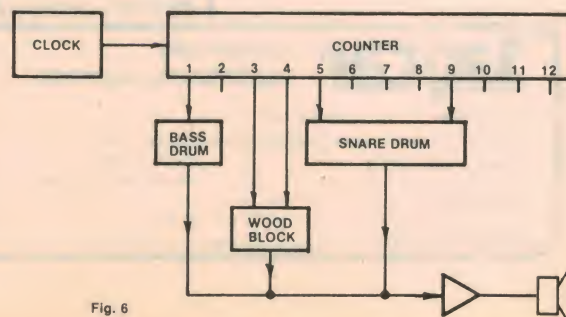 CLOCK
COUNTER
1 2 3 4 5 6 7 8 9 10 11 12
BASS
DRUM
SNARE DRUM
WOOD
BLOCK
Fig. 6